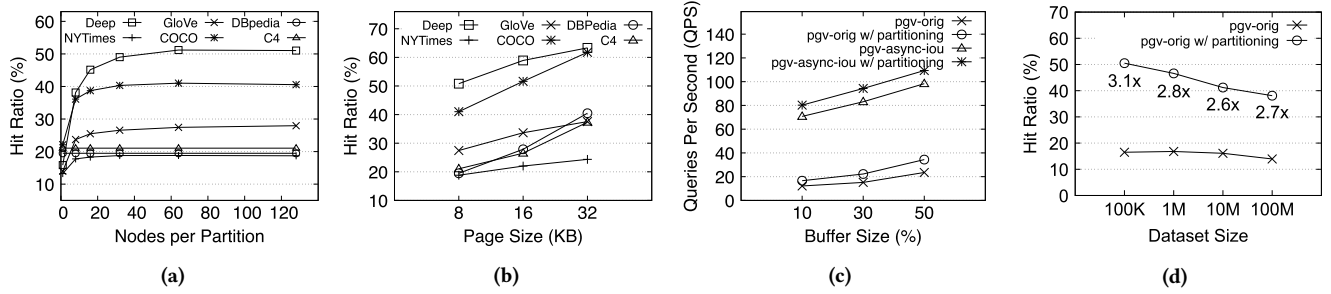 Hit Ratio (%)
60
50
40
30
20
10
0 20 40 60 80 100 120
Nodes per Partition
Deep GloVe DBPedia
NYTimes COCO C4
(a)
Hit Ratio (%)
80
70
60
50
40
30
20
10
8 16 32
Page Size (KB)
Deep GloVe DBPedia
NYTimes COCO C4
(b)
Queries Per Second (QPS)
140
120
100
80
60
40
20
0
10 30 50
Buffer Size (%)
pgv-orig
pgv-orig w/ partitioning
pgv-async-iou
pgv-async-iou w/ partitioning
(c)
Hit Ratio (%)
70
60
50
40
30
20
10
0
100K 1M 10M 100M
Dataset Size
pgv-orig
pgv-orig w/ partitioning
3.1x
2.8x
2.6x
2.7x
(d)